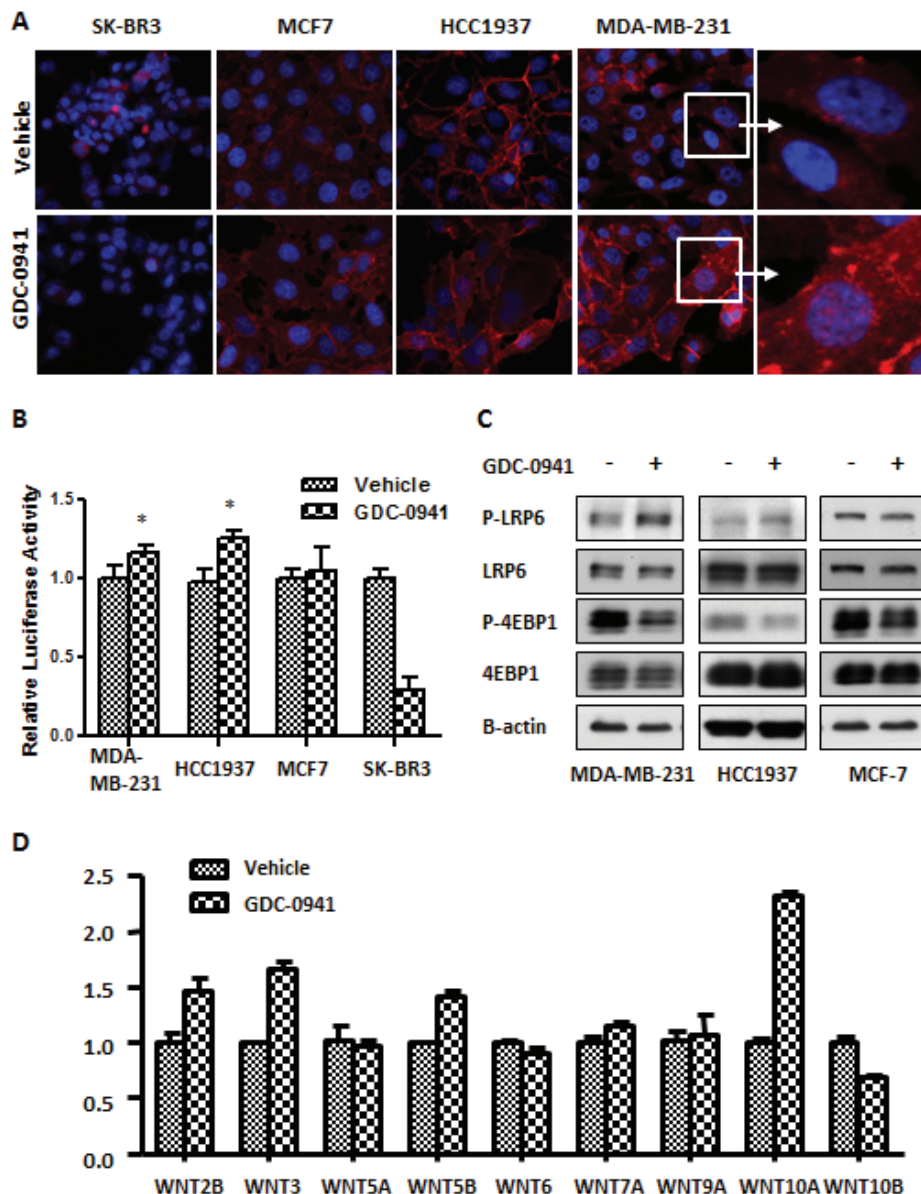 A
SK-BR3 MCF7 HCC1937 MDA-MB-231
Vehicle
GDC-0941
B
Relative Luciferase Activity
1.5
1.0
0.5
0.0
Vehicle
GDC-0941
*
*
MDA-
MB-231
HCC1937 MCF7 SK-BR3
C
GDC-0941 - + - + - +
P-LRP6
LRP6
P-4EBP1
4EBP1
B-actin
MDA-MB-231 HCC1937 MCF-7
D
Vehicle
GDC-0941
2.5
2.0
1.5
1.0
0.5
0.0
WNT2B WNT3 WNT5A WNT5B WNT6 WNT7A WNT9A WNT10A WNT10B